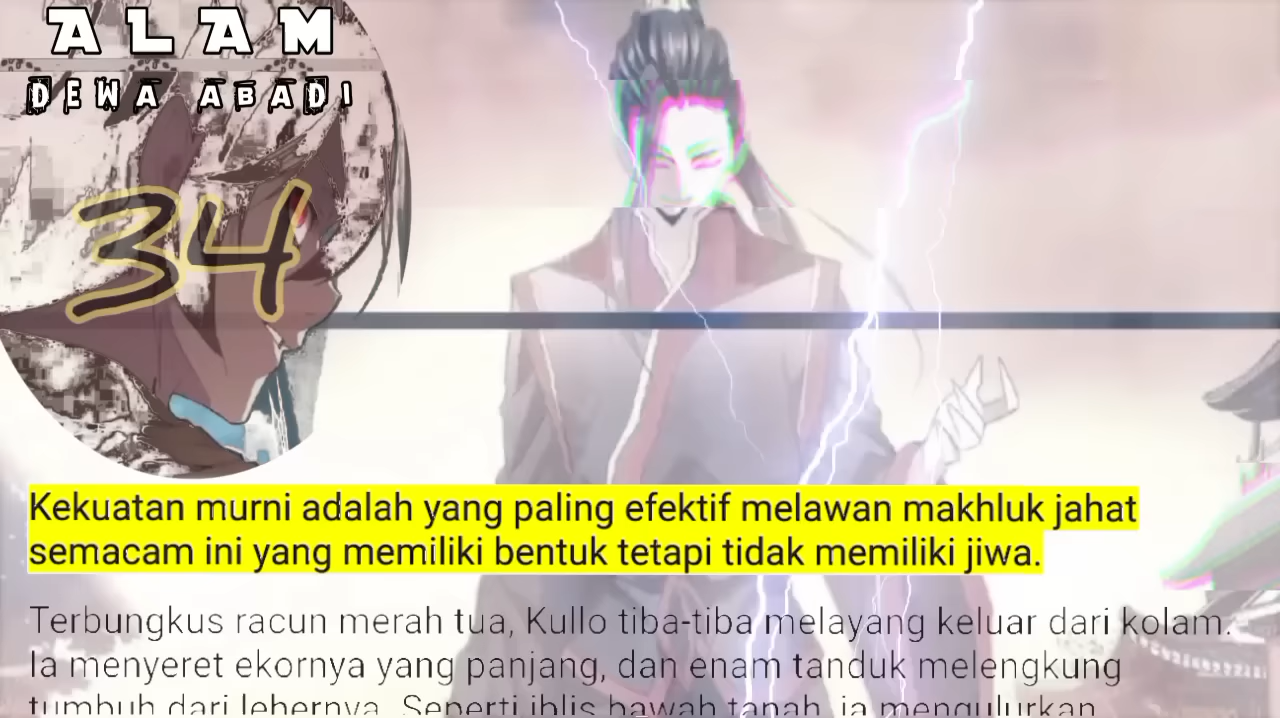 ALAM
DEWA ABADI
34
Kekuatan murni adalah yang paling efektif melawan makhluk jahat
semacam ini yang memiliki bentuk tetapi tidak memiliki jiwa.
Terbungkus racun merah tua, Kullo tiba-tiba melayang keluar dari kolam.
Ia menyeret ekornya yang panjang, dan enam tanduk melengkung
tumbuh dari lehernya. Seperti iblis bawah tanah, ia mengulurkan